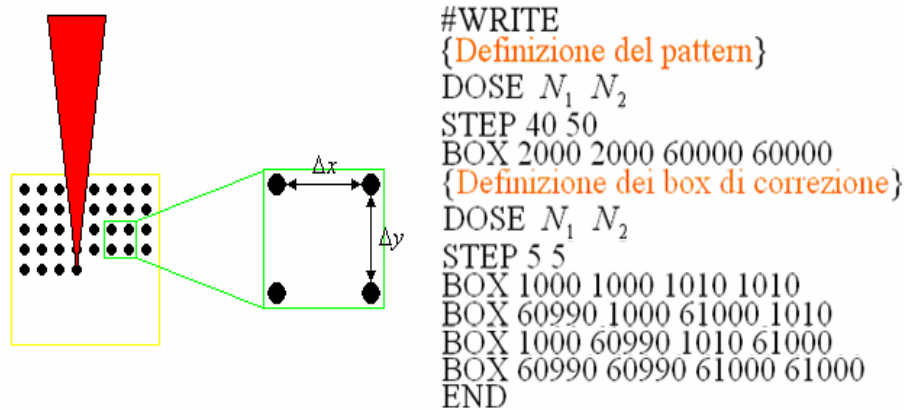 Δx
Δy
#WRITE
{Definizione del pattern}
DOSE N₁ N₂
STEP 40 50
BOX 2000 2000 60000 60000
{Definizione dei box di correzione}
DOSE N₁ N₂
STEP 5 5
BOX 1000 1000 1010 1010
BOX 60990 1000 61000 1010
BOX 1000 60990 1010 61000
BOX 60990 60990 61000 61000
END